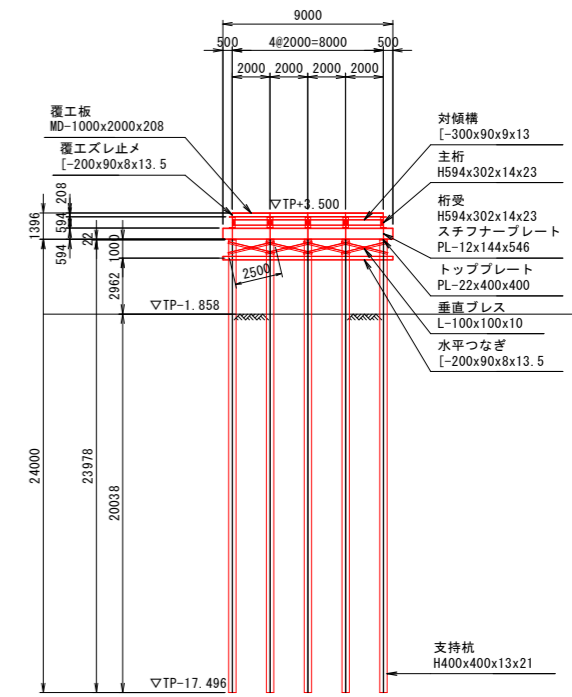 9000
500
4@2000=8000
500
2000
2000
2000
2000
覆工板
MD-1000x2000x208
覆工ズレ止メ
[-200x90x8x13.5
対傾構
[-300x90x9x13
主桁
H594x302x14x23
桁受
H594x302x14x23
スチフナープレート
PL-12x144x546
トッププレート
PL-22x400x400
垂直ブレス
L-100x100x10
水平つなぎ
[-200x90x8x13.5
▽TP+3.500
208
1396
594
22
594
1000
2962
2500
▽TP-1.858
24000
23978
20038
支持杭
H400x400x13x21
▽TP-17.496